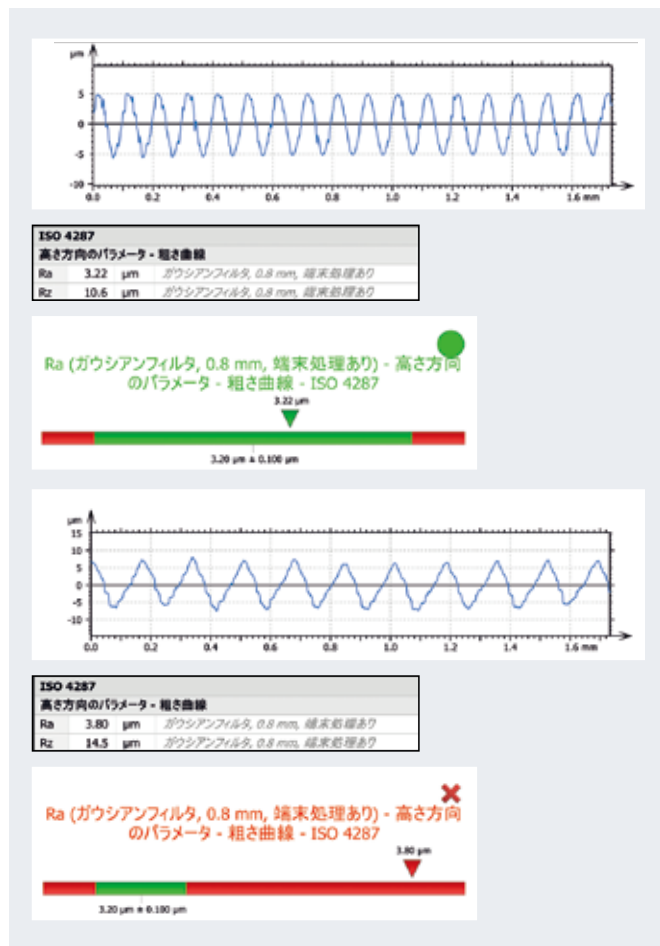 µm
5
0
-5
-10
0.0 0.2 0.4 0.6 0.8 1.0 1.2 1.4 1.6 mm
ISO 4287
高さ方向のパラメータ - 粗さ曲線
Ra 3.22 µm ガウシアンフィルタ, 0.8 mm, 端末処理あり
Rz 10.6 µm ガウシアンフィルタ, 0.8 mm, 端末処理あり
Ra (ガウシアンフィルタ, 0.8 mm, 端末処理あり) - 高さ方向
のパラメータ - 粗さ曲線 - ISO 4287
3.22 µm
3.20 µm ± 0.100 µm
µm
15
10
5
0
-5
-10
0.0 0.2 0.4 0.6 0.8 1.0 1.2 1.4 1.6 mm
ISO 4287
高さ方向のパラメータ - 粗さ曲線
Ra 3.80 µm ガウシアンフィルタ, 0.8 mm, 端末処理あり
Rz 14.5 µm ガウシアンフィルタ, 0.8 mm, 端末処理あり
Ra (ガウシアンフィルタ, 0.8 mm, 端末処理あり) - 高さ方向
のパラメータ - 粗さ曲線 - ISO 4287
3.80 µm
3.20 µm ± 0.100 µm